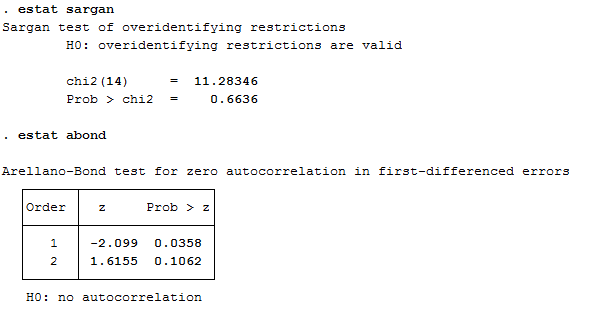 . estat sargan
Sargan test of overidentifying restrictions
H0: overidentifying restrictions are valid
chi2(14) = 11.28346
Prob > chi2 = 0.6636
. estat abond
Arellano-Bond test for zero autocorrelation in first-differenced errors
Order z Prob > z
1 -2.099 0.0358
2 1.6155 0.1062
H0: no autocorrelation